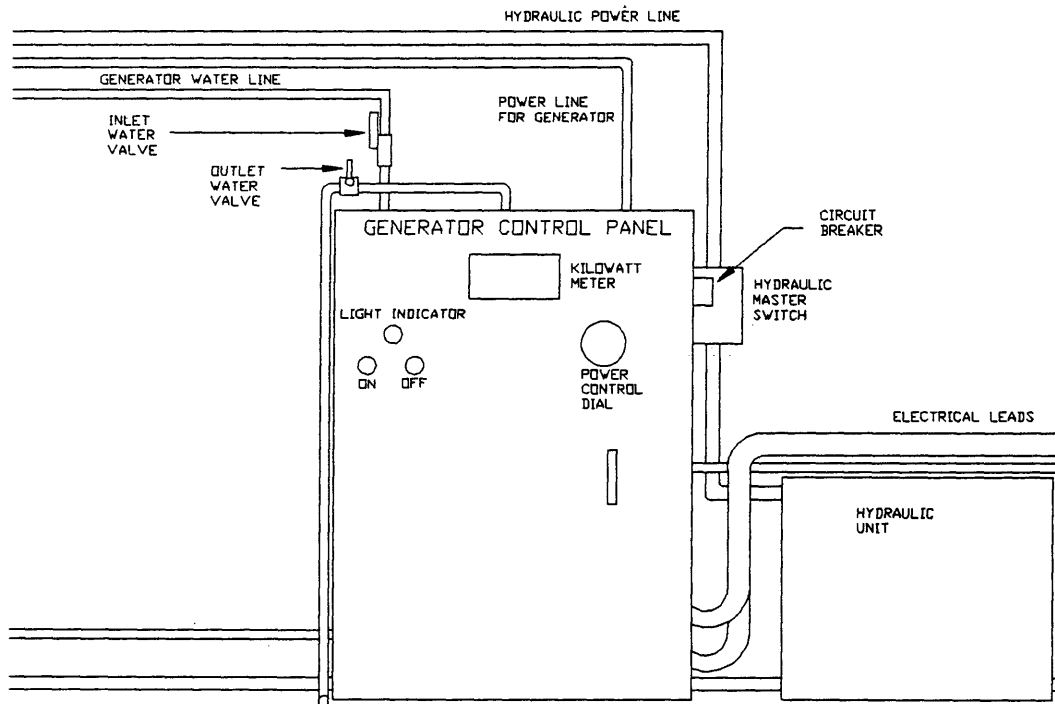 HYDRAULIC POWER LINE
GENERATOR WATER LINE
POWER LINE
FOR GENERATOR
INLET
WATER
VALVE
OUTLET
WATER
VALVE
GENERATOR CONTROL PANEL
CIRCUIT
BREAKER
KILOWATT
METER
HYDRAULIC
MASTER
SWITCH
LIGHT INDICATOR
ON
OFF
POWER
CONTROL
DIAL
ELECTRICAL LEADS
HYDRAULIC
UNIT